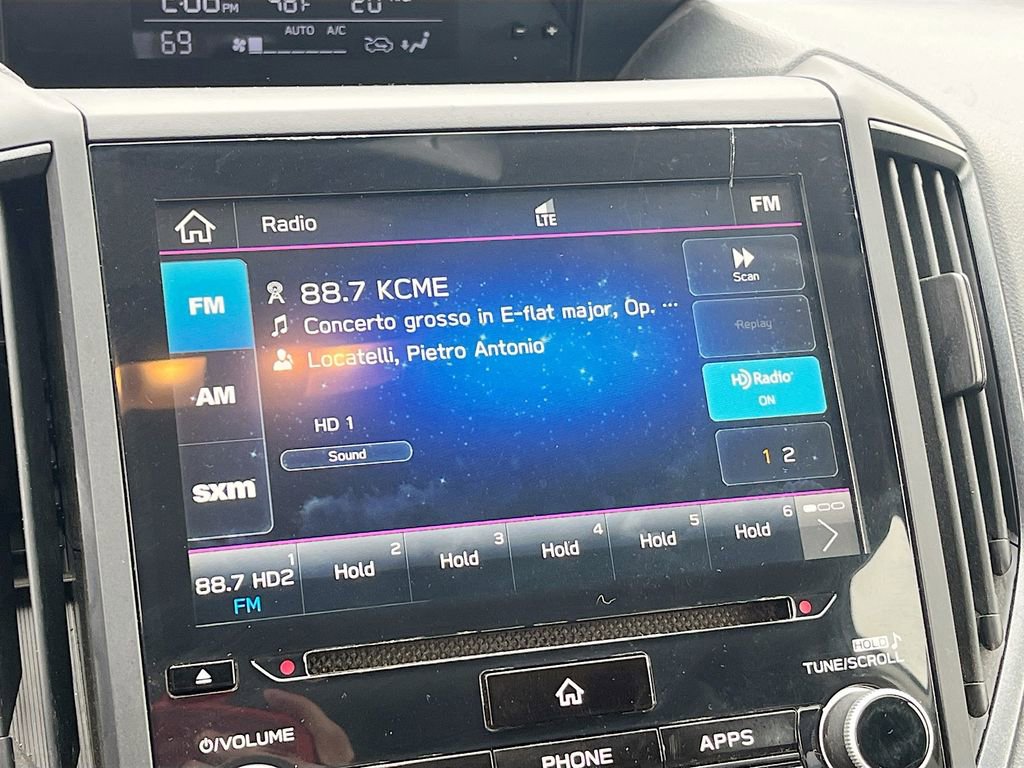 69 AUTO A/C
Radio LTE FM
FM
AM
sxm
88.7 KCME
Concerto grosso in E-flat major, Op. ...
Locatelli, Pietro Antonio
HD 1
Sound
Scan
Replay
HD Radio
ON
1 2
1 2 3 4 5 6
88.7 HD2 Hold Hold Hold Hold Hold
FM
HOLD
TUNE/SCROLL
VOLUME
PHONE
APPS